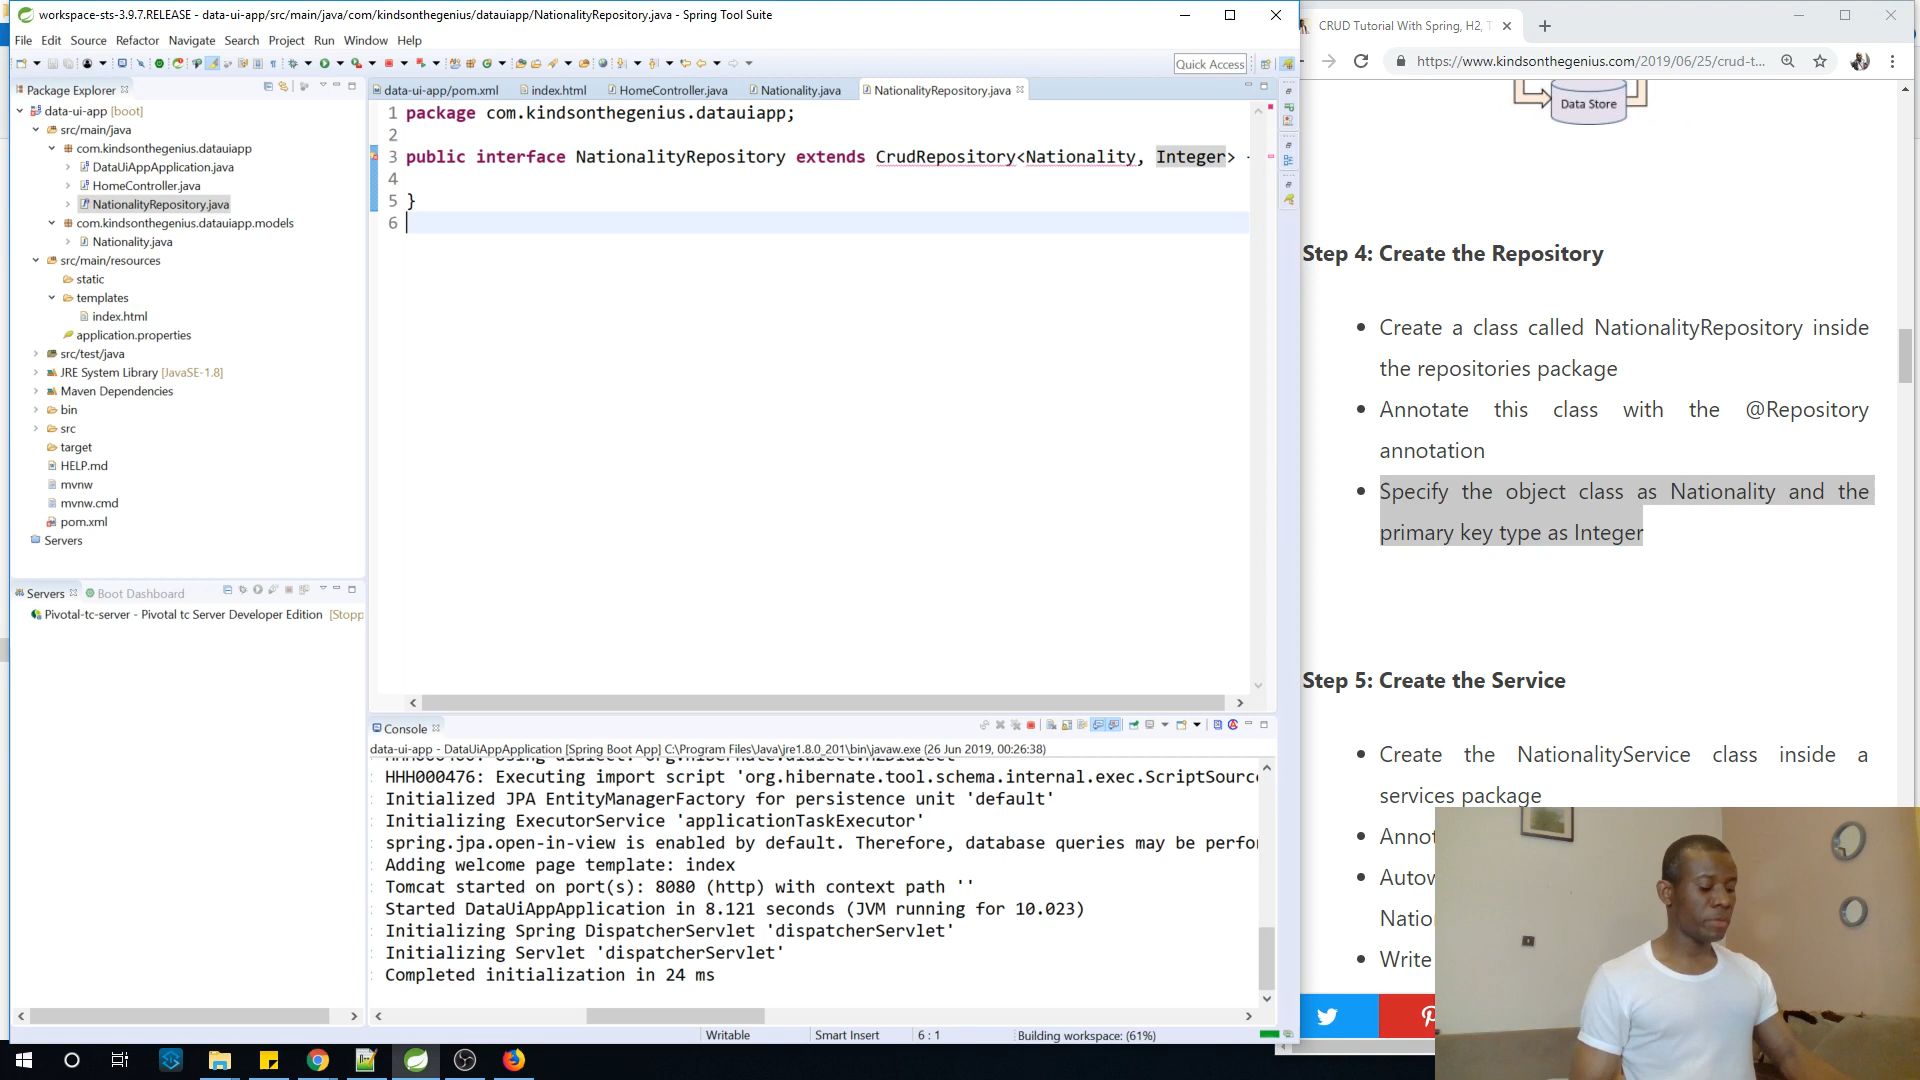 workspace-sts-3.9.7.RELEASE - data-ui-app/src/main/java/com/kindsonthegenius/datauiapp/NationalityRepository.java - Spring Tool Suite
File Edit Source Refactor Navigate Search Project Run Window Help
Quick Access
Package Explorer
data-ui-app [boot]
src/main/java
com.kindsonthegenius.datauiapp
DataUiAppApplication.java
HomeController.java
NationalityRepository.java
com.kindsonthegenius.datauiapp.models
Nationality.java
src/main/resources
static
templates
index.html
application.properties
src/test/java
JRE System Library [JavaSE-1.8]
Maven Dependencies
bin
src
target
HELP.md
mvnw
mvnw.cmd
pom.xml
Servers
Servers Boot Dashboard
Pivotal-tc-server - Pivotal tc Server Developer Edition [Stopp
data-ui-app/pom.xml index.html HomeController.java Nationality.java NationalityRepository.java
1 package com.kindsonthegenius.datauiapp;
2
3 public interface NationalityRepository extends CrudRepository<Nationality, Integer>
4
5 }
6
Console
data-ui-app - DataUiAppApplication [Spring Boot App] C:\Program Files\Java\jre1.8.0_201\bin\javaw.exe (26 Jun 2019, 00:26:38)
HHH000476: Executing import script 'org.hibernate.tool.schema.internal.exec.ScriptSource
Initialized JPA EntityManagerFactory for persistence unit 'default'
Initializing ExecutorService 'applicationTaskExecutor'
spring.jpa.open-in-view is enabled by default. Therefore, database queries may be perfor
Adding welcome page template: index
Tomcat started on port(s): 8080 (http) with context path ''
Started DataUiAppApplication in 8.121 seconds (JVM running for 10.023)
Initializing Spring DispatcherServlet 'dispatcherServlet'
Initializing Servlet 'dispatcherServlet'
Completed initialization in 24 ms
Writable Smart Insert 6 : 1 Building workspace: (61%)
CRUD Tutorial With Spring, H2, T
https://www.kindsonthegenius.com/2019/06/25/crud-t...
Data Store
Step 4: Create the Repository
• Create a class called NationalityRepository inside
the repositories package
• Annotate this class with the @Repository
annotation
• Specify the object class as Nationality and the
primary key type as Integer
Step 5: Create the Service
• Create the NationalityService class inside a
services package
• Annot
• Autow
Nation
• Write